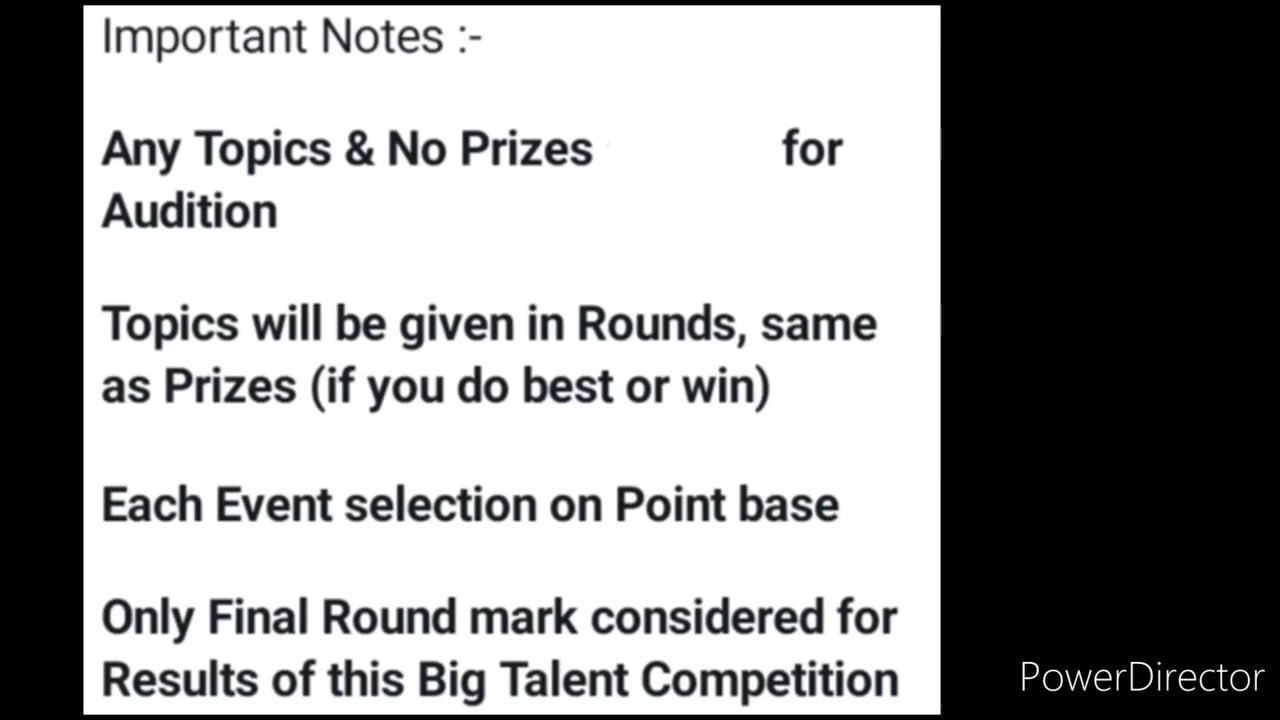 Important Notes :-
Any Topics & No Prizes for
Audition
Topics will be given in Rounds, same
as Prizes (if you do best or win)
Each Event selection on Point base
Only Final Round mark considered for
Results of this Big Talent Competition
PowerDirector